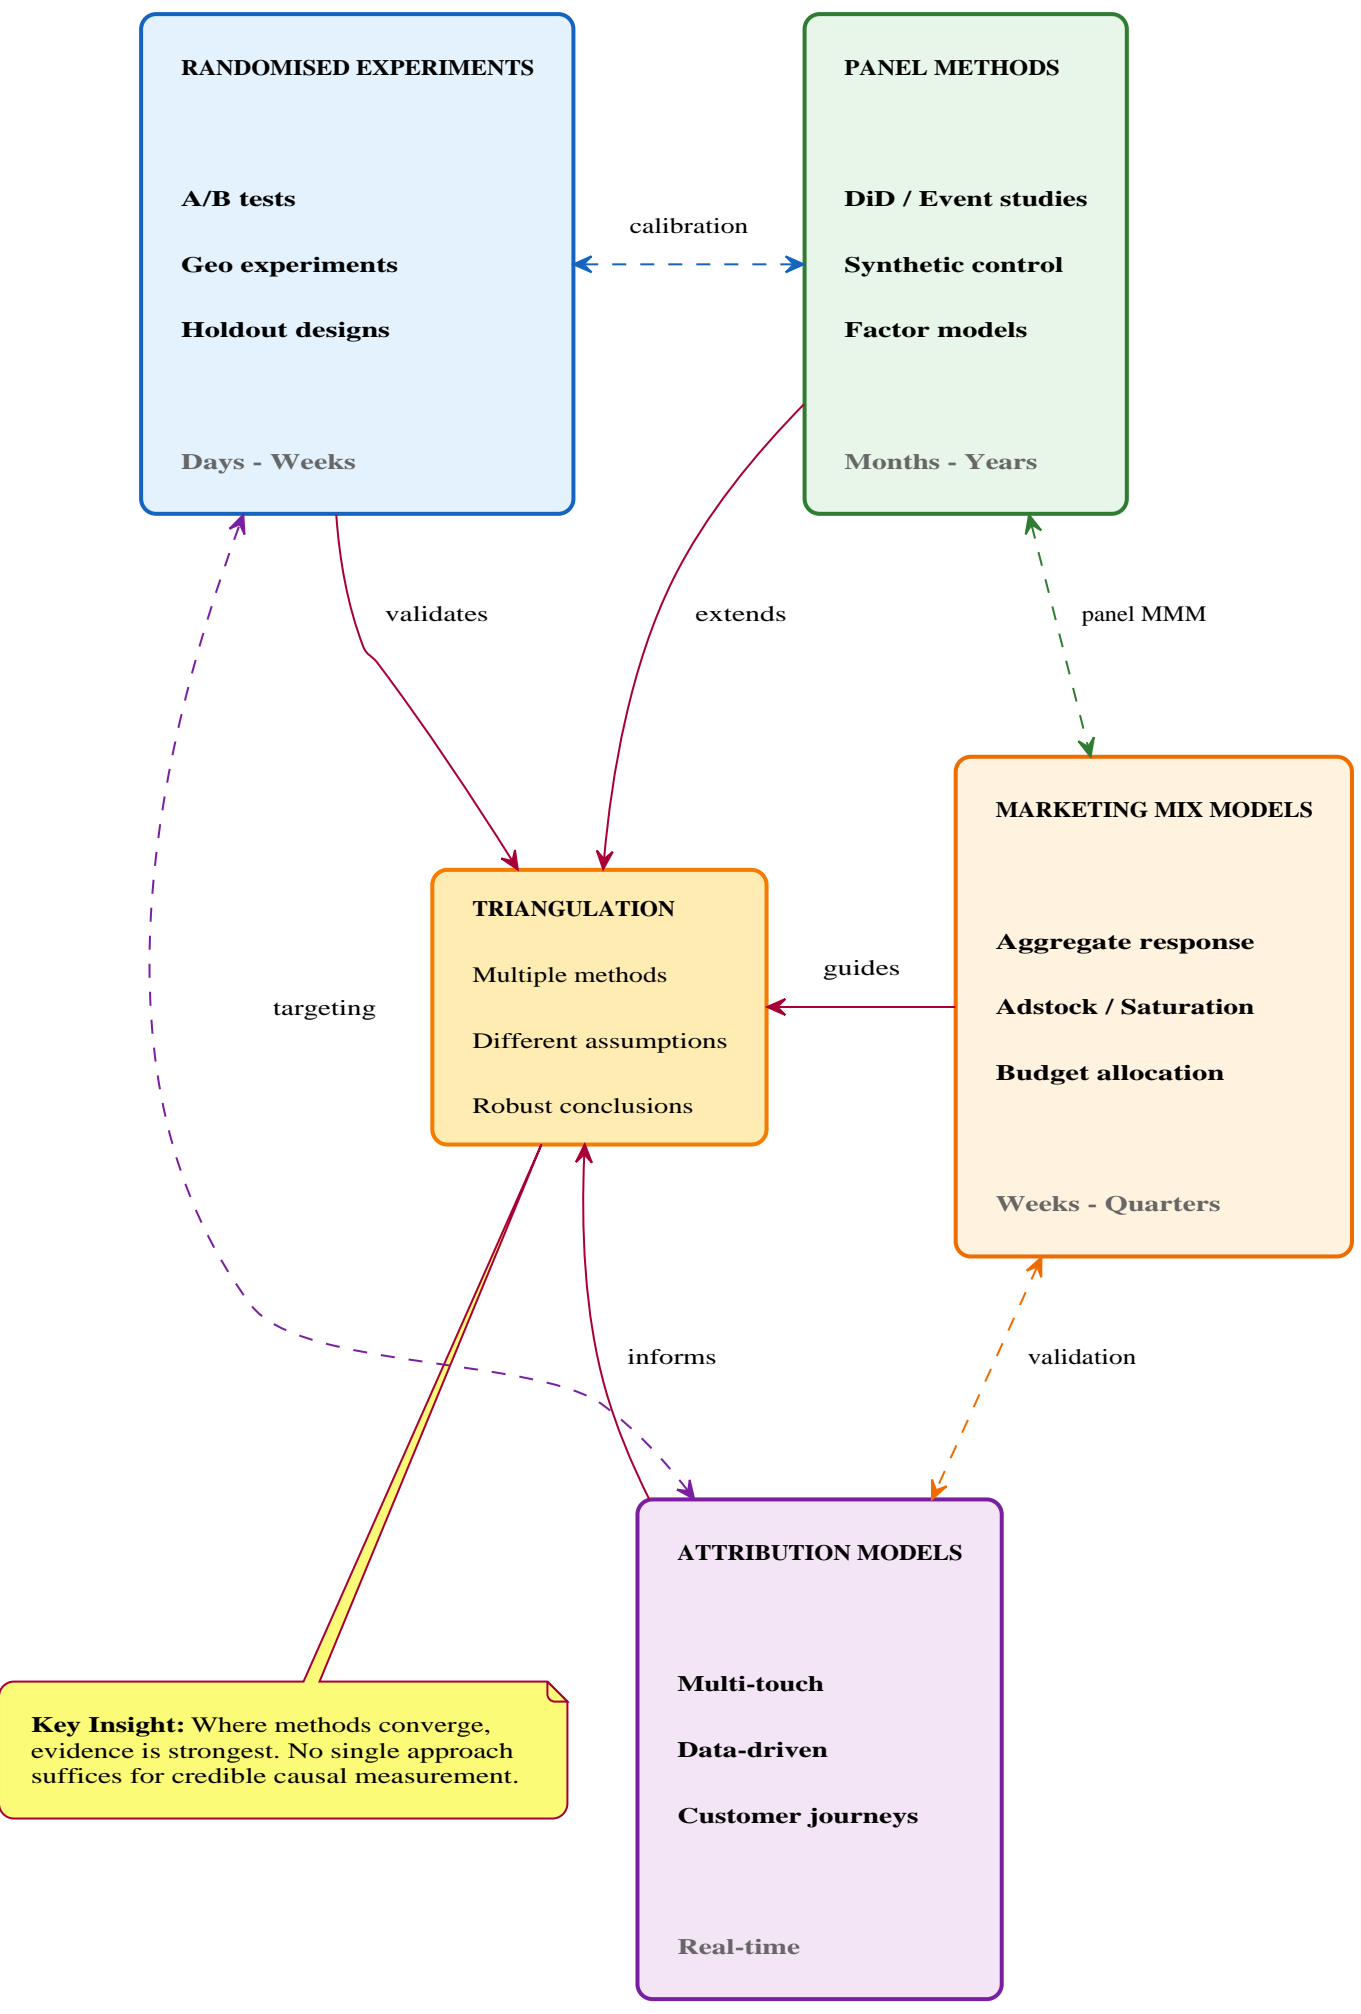 RANDOMISED EXPERIMENTS
A/B tests
Geo experiments
Holdout designs
Days - Weeks
calibration
PANEL METHODS
DiD / Event studies
Synthetic control
Factor models
Months - Years
validates
extends
panel MMM
MARKETING MIX MODELS
Aggregate response
Adstock / Saturation
Budget allocation
Weeks - Quarters
TRIANGULATION
Multiple methods
Different assumptions
Robust conclusions
guides
targeting
informs
validation
ATTRIBUTION MODELS
Multi-touch
Data-driven
Customer journeys
Real-time
Key Insight: Where methods converge,
evidence is strongest. No single approach
suffices for credible causal measurement.